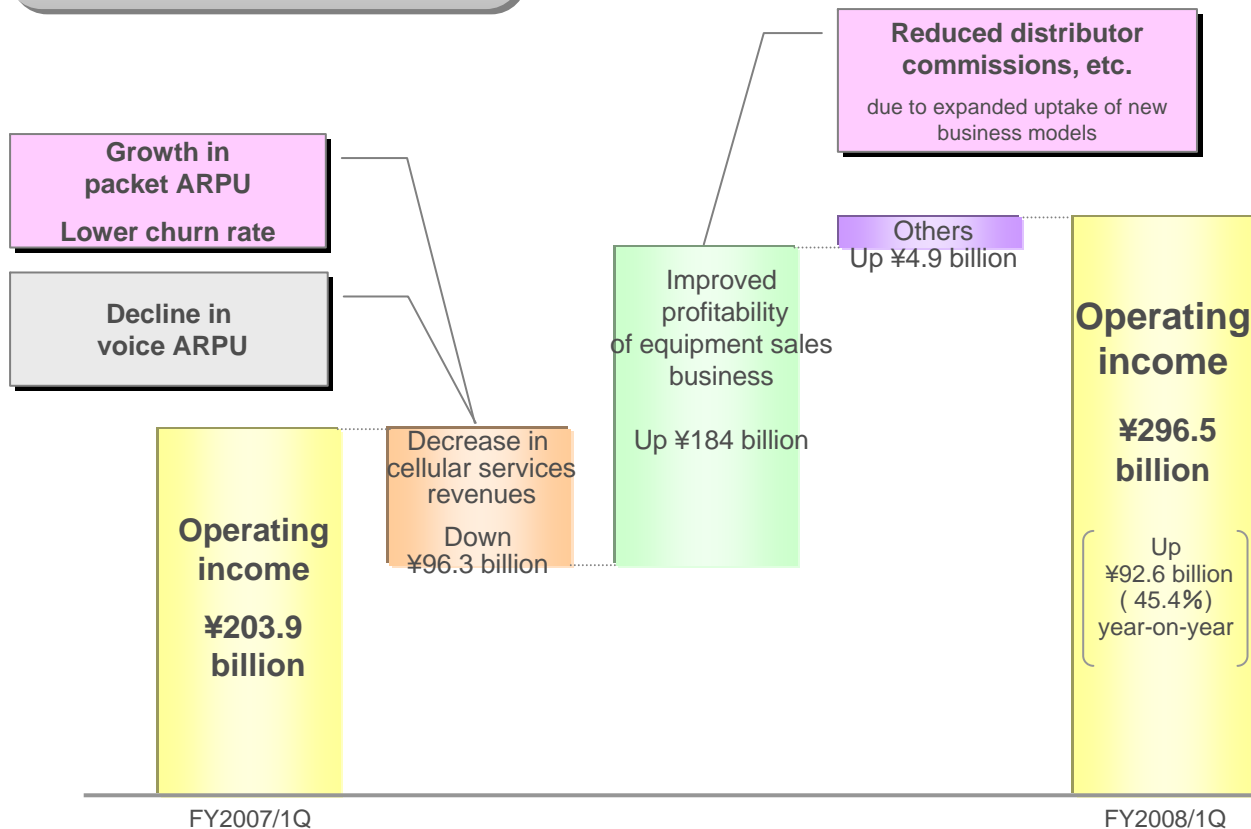 Reduced distributor
commissions, etc.
due to expanded uptake of new
business models
Growth in
packet ARPU
Lower churn rate
Decline in
voice ARPU
Others
Up ¥4.9 billion
Improved
profitability
of equipment sales
business
Up ¥184 billion
Decrease in
cellular services
revenues
Down
¥96.3 billion
Operating
income
¥203.9
billion
Operating
income
¥296.5
billion
Up
¥92.6 billion
( 45.4%)
year-on-year
FY2007/1Q
FY2008/1Q